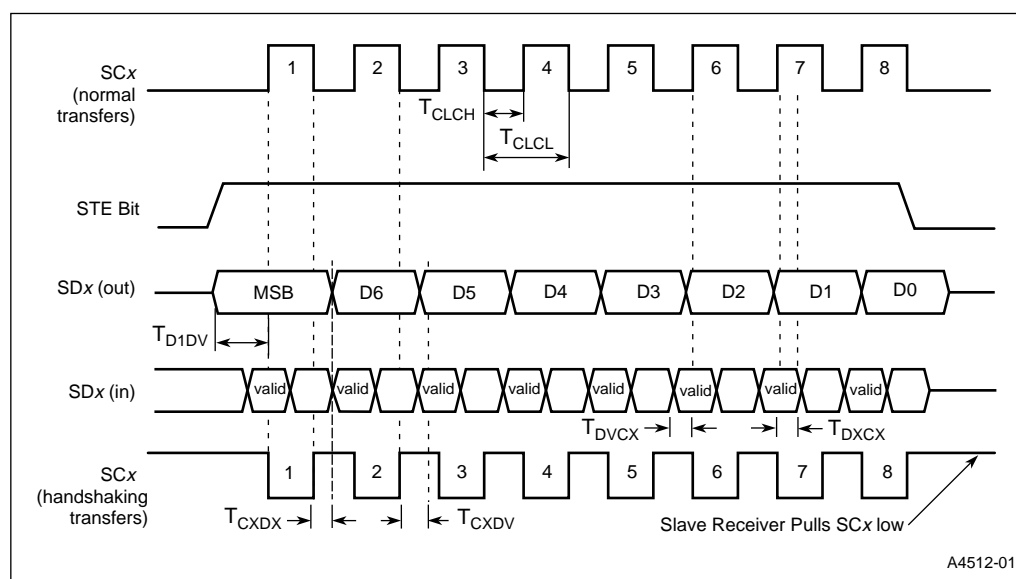 SCx
(normal
transfers)
1 2 3 4 5 6 7 8
TCLCH
TCLCL
STE Bit
SDx (out)
MSB D6 D5 D4 D3 D2 D1 D0
TD1DV
SDx (in)
valid valid valid valid valid valid valid valid
TDVCX
TDXCX
SCx
(handshaking
transfers)
1 2 3 4 5 6 7 8
TCXDX
TCXDV
Slave Receiver Pulls SCx low
A4512-01